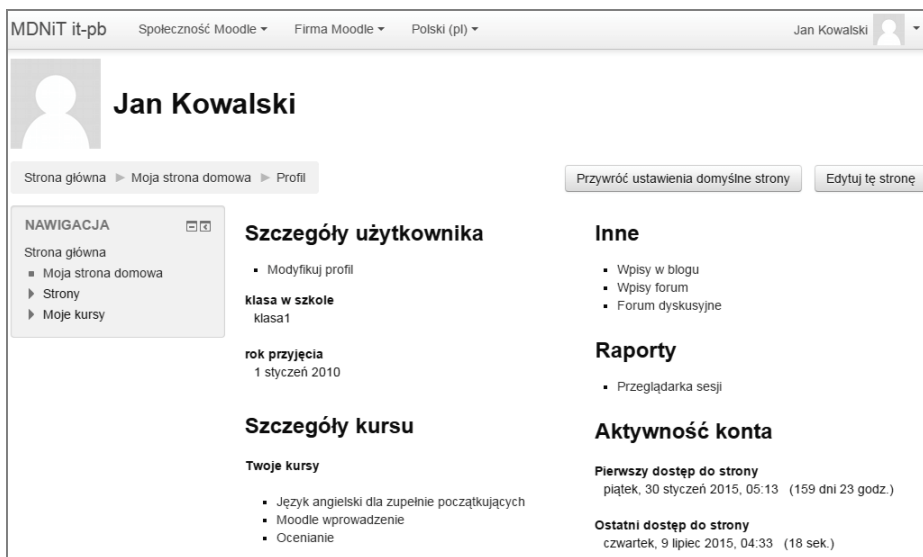 MDNiT it-pb Społeczność Moodle Firma Moodle Polski (pl) Jan Kowalski
Jan Kowalski
Strona główna Moja strona domowa Profil
Przywróć ustawienia domyślne strony Edytuj tę stronę
NAWIGACJA
Strona główna
Moja strona domowa
Strony
Moje kursy
Szczegóły użytkownika
Modyfikuj profil
klasa w szkole
klasa1
rok przyjęcia
1 styczeń 2010
Szczegóły kursu
Twoje kursy
Język angielski dla zupełnie początkujących
Moodle wprowadzenie
Ocenianie
Inne
Wpisy w blogu
Wpisy forum
Forum dyskusyjne
Raporty
Przeglądarka sesji
Aktywność konta
Pierwszy dostęp do strony
piątek, 30 styczeń 2015, 05:13 (159 dni 23 godz.)
Ostatni dostęp do strony
czwartek, 9 lipiec 2015, 04:33 (18 sek.)